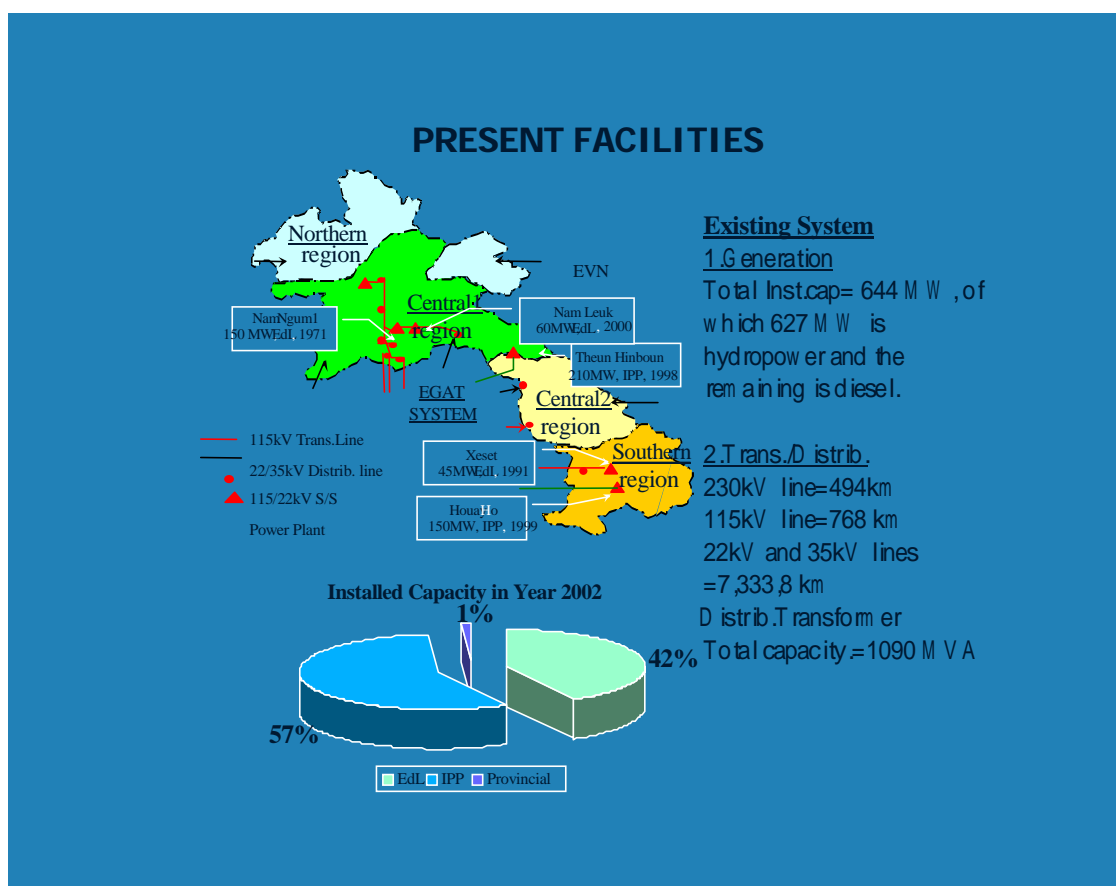 PRESENT FACILITIES
Northern
region
EVN
Central1
region
NamNgum1
150 MW,EdL, 1971
Nam Leuk
60MW,EdL, 2000
Theun Hinboun
210MW, IPP, 1998
EGAT
SYSTEM
Central2
region
Xeset
45MW,EdL, 1991
Southern
region
HouayHo
150MW, IPP, 1999
115kV Trans.Line
22/35kV Distrib. line
115/22kV S/S
Power Plant
Existing System
1.Generation
Total Inst.cap= 644 MW, of
which 627 MW is
hydropower and the
remaining is diesel.
2.Trans./Distrib.
230kV line=494km
115kV line=768 km
22kV and 35kV lines
=7,333,8 km
Distrib.Transformer
Total capacity.=1090 MVA
Installed Capacity in Year 2002
1%
42%
57%
EdL IPP Provincial